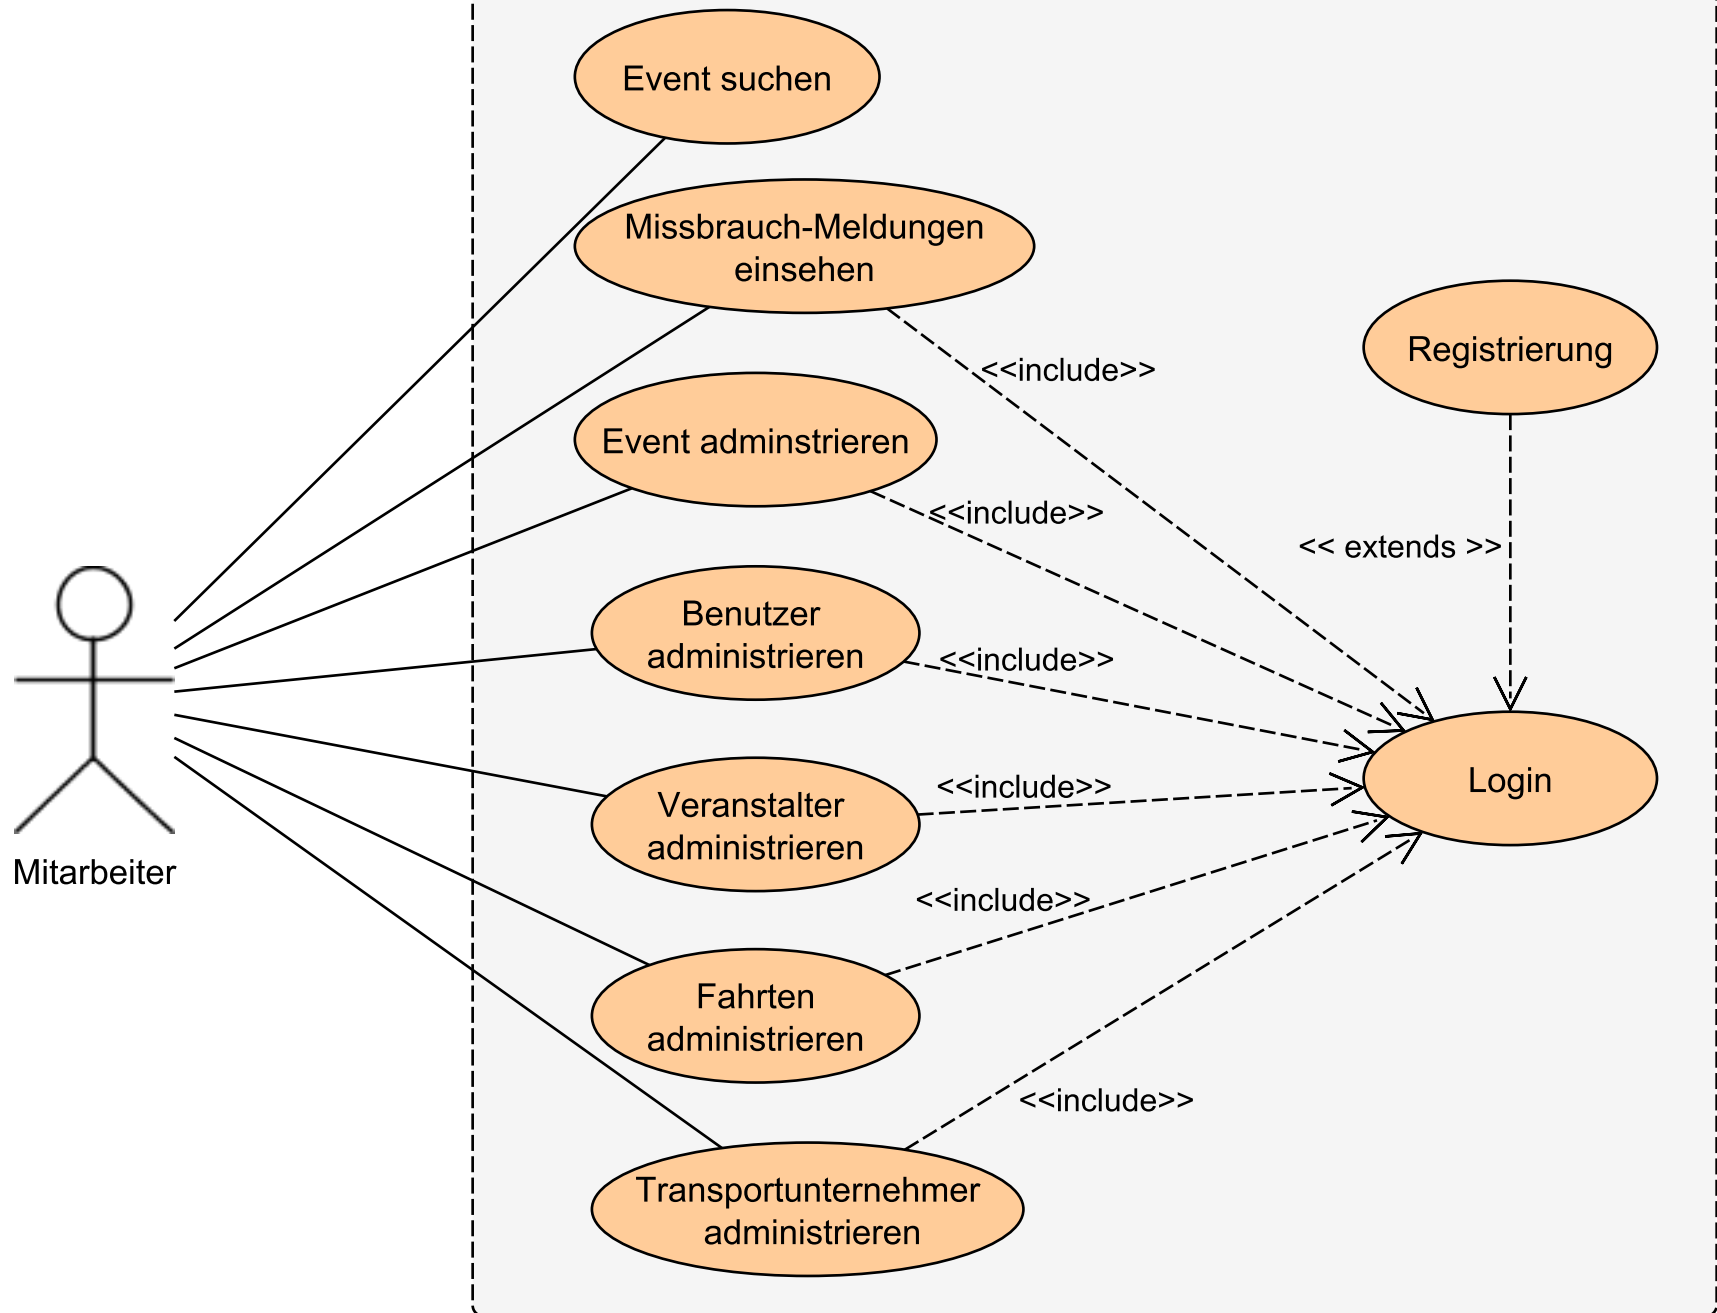 Event suchen
Missbrauch-Meldungen
einsehen
<<include>>
Registrierung
Event adminstrieren
<<include>>
<< extends >>
Benutzer
administrieren
<<include>>
Login
<<include>>
Veranstalter
administrieren
Mitarbeiter
<<include>>
Fahrten
administrieren
<<include>>
Transportunternehmer
administrieren